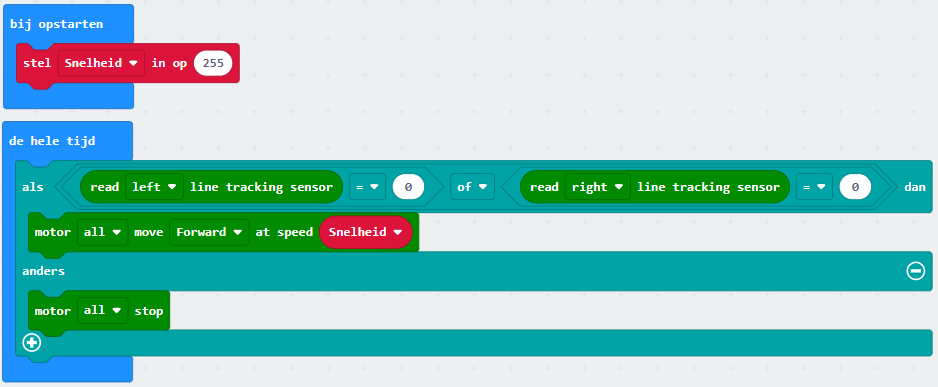 bij opstarten
stel Snelheid in op 255
de hele tijd
als read left line tracking sensor = 0 of read right line tracking sensor = 0 dan
motor all move Forward at speed Snelheid
anders
motor all stop